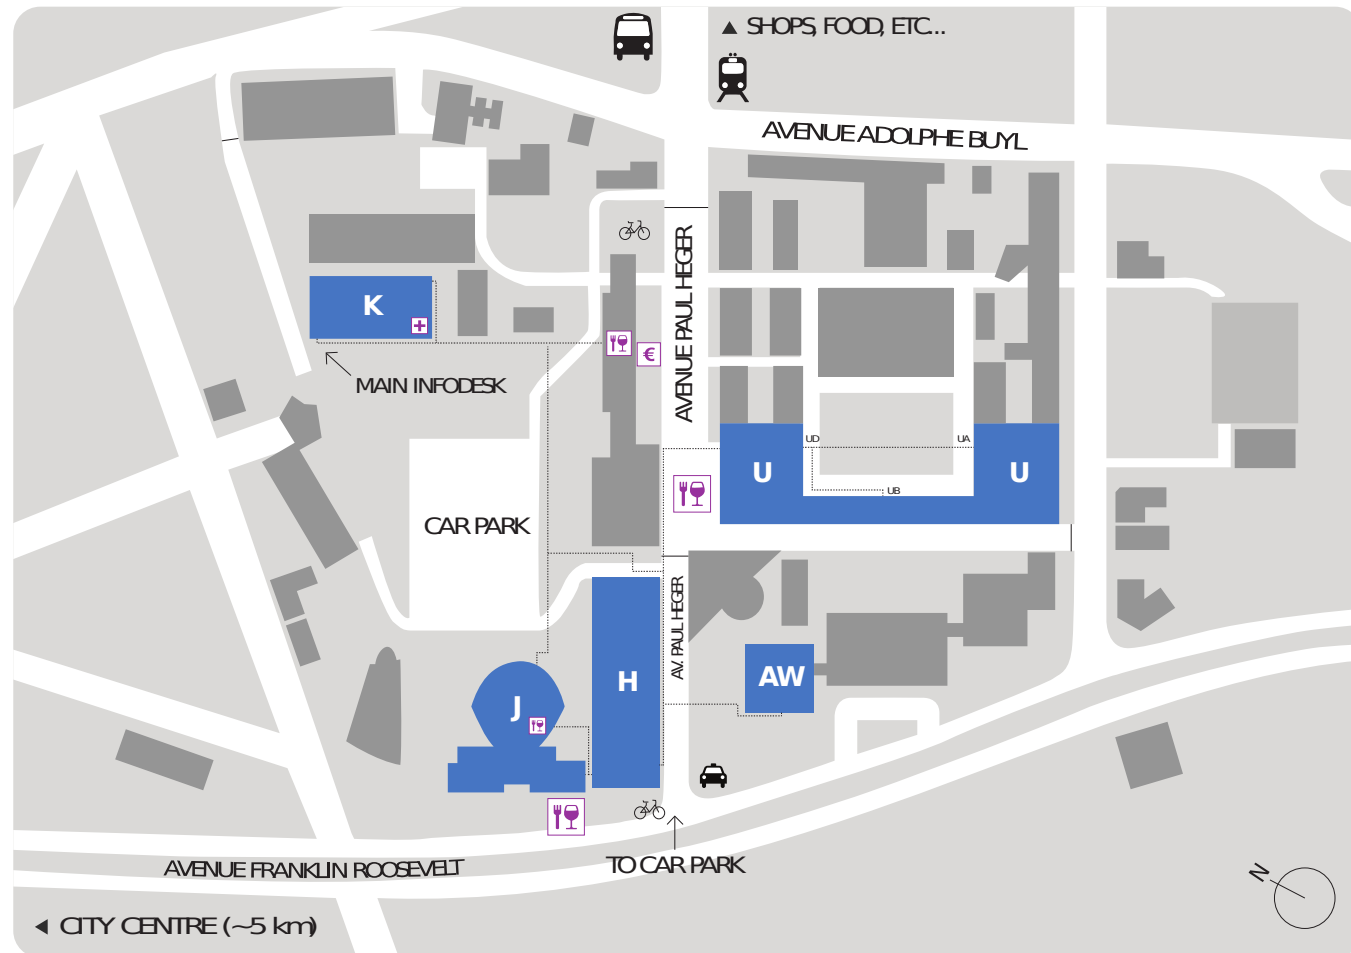 SHOPS, FOOD, ETC...
AVENUE ADOLPHE BUYL
AVENUE PAUL HEGER
K
€
MAIN INFODESK
UD
UA
U
U
UB
CAR PARK
AV. PAUL HEGER
H
AW
J
TO CAR PARK
AVENUE FRANKLIN ROOSEVELT
N
CITY CENTRE (~5 km)